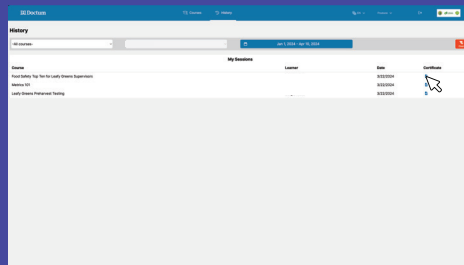 Doctum
Courses History En
History
-All courses- Jan 1, 2024 - Apr 15, 2024
My Sessions
Course Learner Date Certificate
Food Safety Top Ten for Leafy Greens Supervisors 3/22/2024
Metrics 101 3/22/2024
Leafy Greens Preharvest Testing 3/22/2024